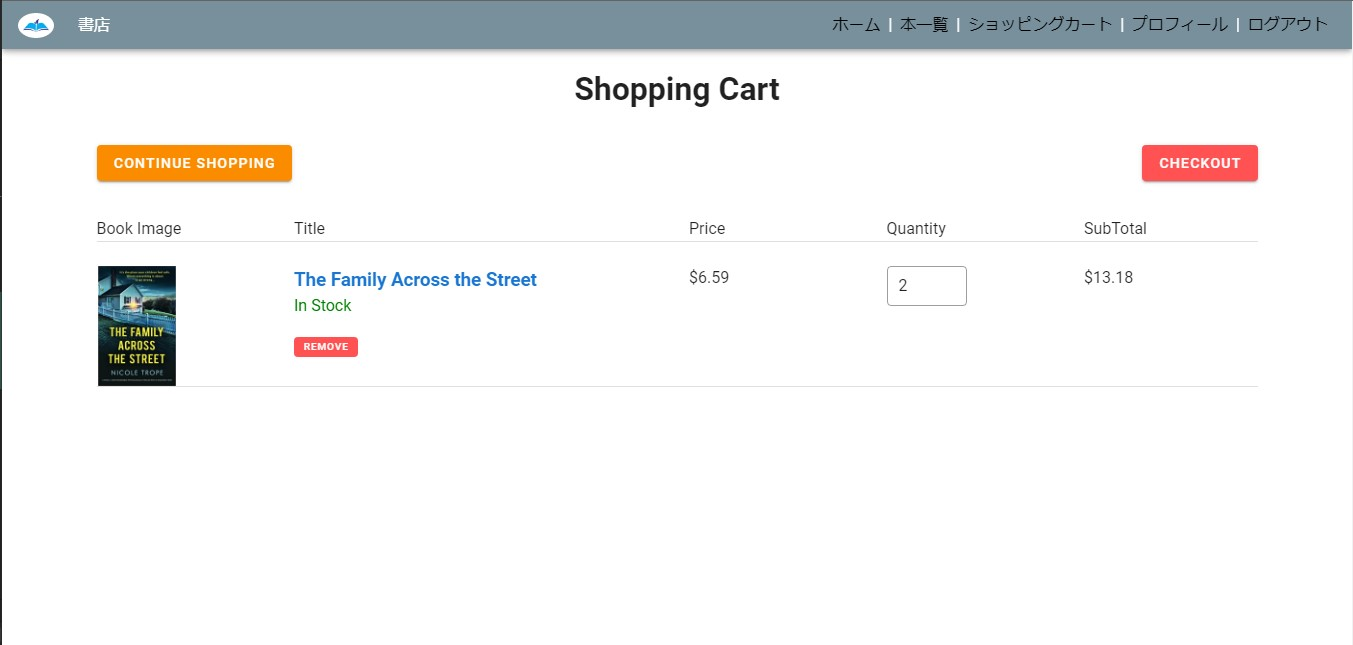 書店
ホーム | 本一覧 | ショッピングカート | プロフィール | ログアウト
Shopping Cart
CONTINUE SHOPPING
CHECKOUT
Book Image Title Price Quantity SubTotal
The Family Across the Street
$6.59
2
$13.18
In Stock
REMOVE
THE FAMILY
ACROSS
THE STREET
NICOLE TROPE